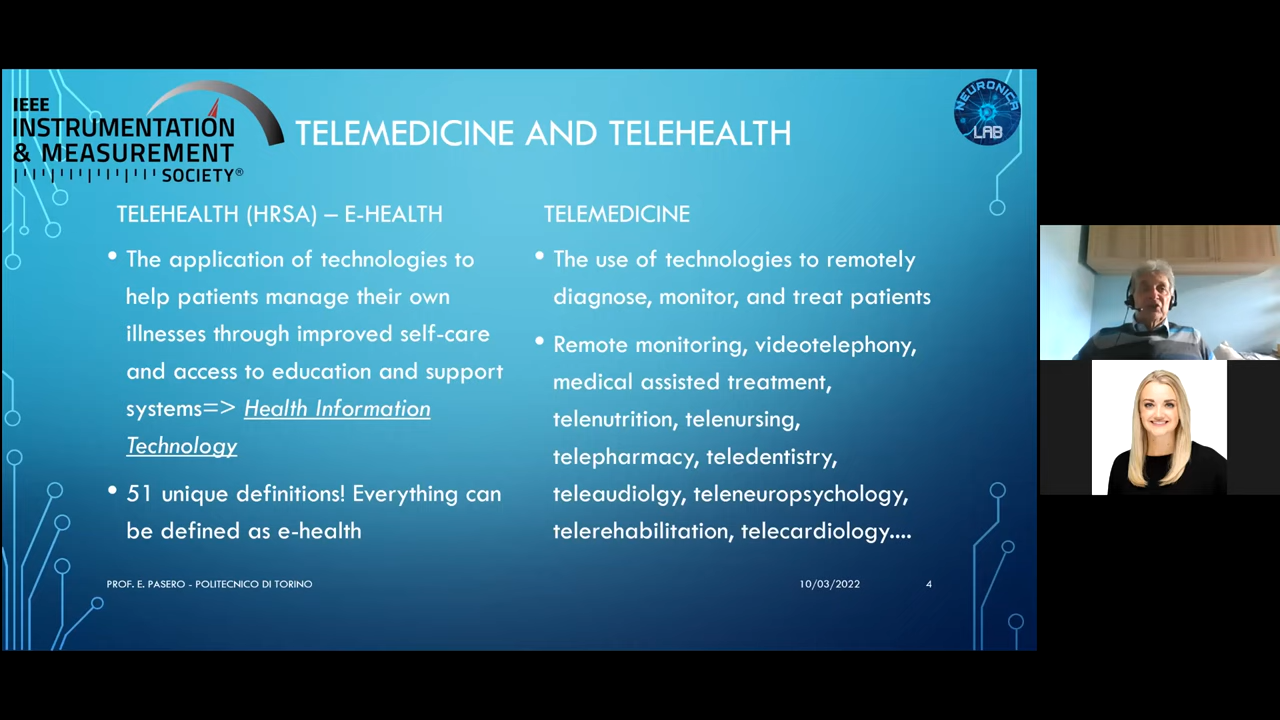 IEEE
INSTRUMENTATION
& MEASUREMENT
SOCIETY®
TELEMEDICINE AND TELEHEALTH
NEURONICA
LAB
TELEHEALTH (HRSA) – E-HEALTH
• The application of technologies to
help patients manage their own
illnesses through improved self-care
and access to education and support
systems=> Health Information
Technology
• 51 unique definitions! Everything can
be defined as e-health
TELEMEDICINE
• The use of technologies to remotely
diagnose, monitor, and treat patients
• Remote monitoring, videotelephony,
medical assisted treatment,
telenutrition, telenursing,
telepharmacy, teledentistry,
teleaudiolgy, teleneuropsychology,
telerehabilitation, telecardiology....
PROF. E. PASERO - POLITECNICO DI TORINO
10/03/2022
4